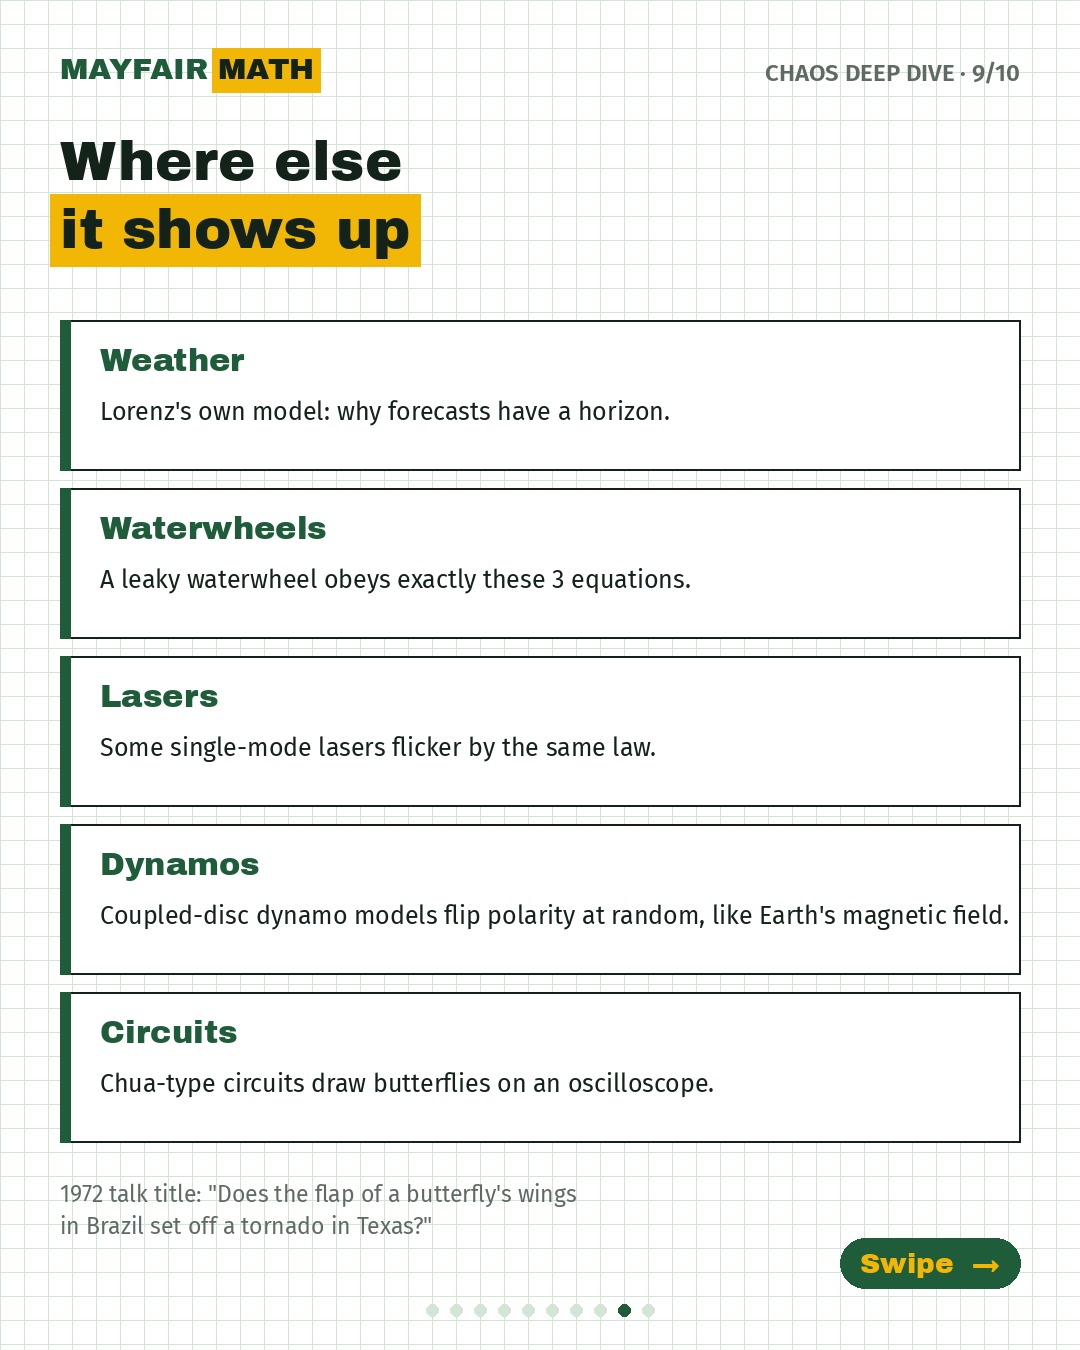 MAYFAIR MATH
CHAOS DEEP DIVE · 9/10
Where else
it shows up
Weather
Lorenz's own model: why forecasts have a horizon.
Waterwheels
A leaky waterwheel obeys exactly these 3 equations.
Lasers
Some single-mode lasers flicker by the same law.
Dynamos
Coupled-disc dynamo models flip polarity at random, like Earth's magnetic field.
Circuits
Chua-type circuits draw butterflies on an oscilloscope.
1972 talk title: "Does the flap of a butterfly's wings
in Brazil set off a tornado in Texas?"
Swipe →